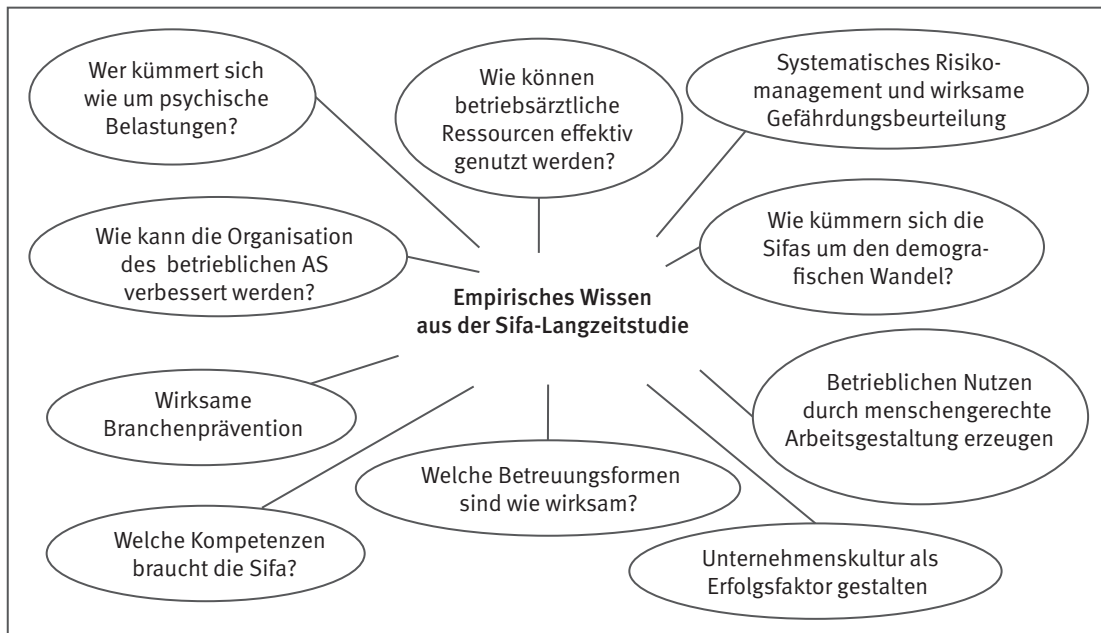 Wer kümmert sich
wie um psychische
Belastungen?
Wie können
betriebsärztliche
Ressourcen effektiv
genutzt werden?
Systematisches Risiko-
management und wirksame
Gefährdungsbeurteilung
Wie kann die Organisation
des betrieblichen AS
verbessert werden?
Wie kümmern sich die
Sifas um den demogra-
fischen Wandel?
Empirisches Wissen
aus der Sifa-Langzeitstudie
Wirksame
Branchenprävention
Betrieblichen Nutzen
durch menschengerechte
Arbeitsgestaltung erzeugen
Welche Betreuungsformen
sind wie wirksam?
Welche Kompetenzen
braucht die Sifa?
Unternehmenskultur als
Erfolgsfaktor gestalten